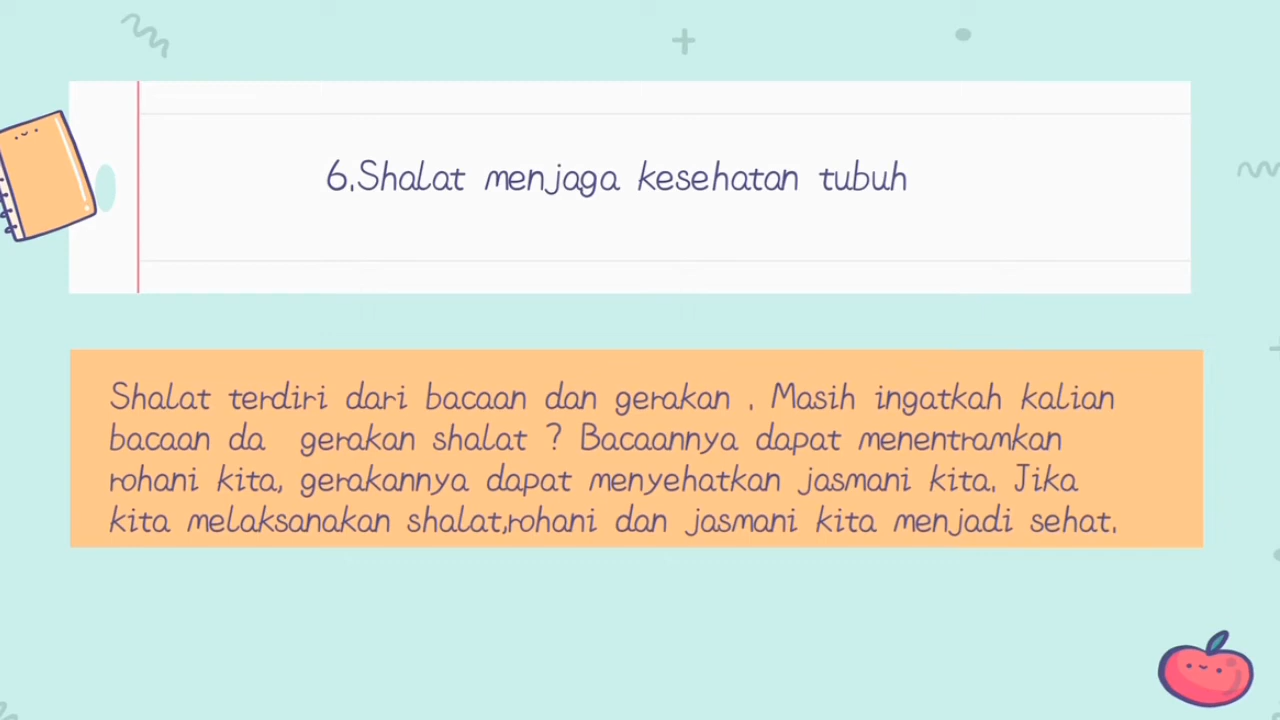 6.Shalat menjaga kesehatan tubuh
Shalat terdiri dari bacaan dan gerakan . Masih ingatkah kalian
bacaan da gerakan shalat ? Bacaannya dapat menentramkan
rohani kita, gerakannya dapat menyehatkan jasmani kita. Jika
kita melaksanakan shalat,rohani dan jasmani kita menjadi sehat.